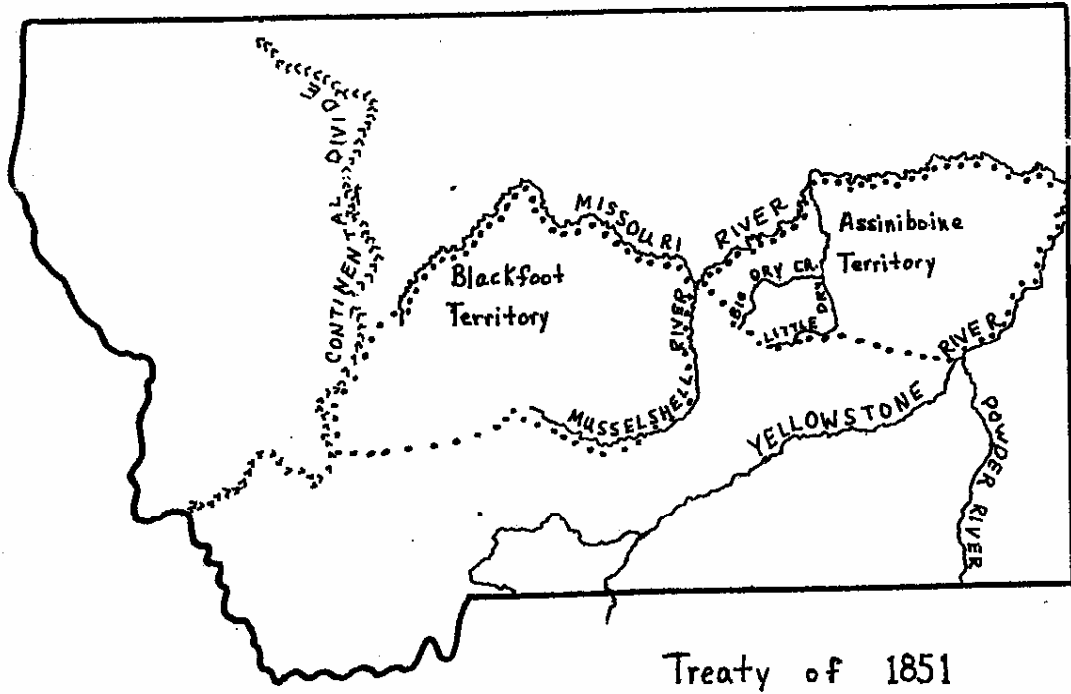 CONTINENTAL DIVIDE
MISSOURI
RIVER
Blackfoot
Territory
Assiniboine
Territory
BIG DRY CR.
LITTLE DRY
MUSSELSHELL RIVER
YELLOWSTONE RIVER
POWDER RIVER
Treaty of 1851